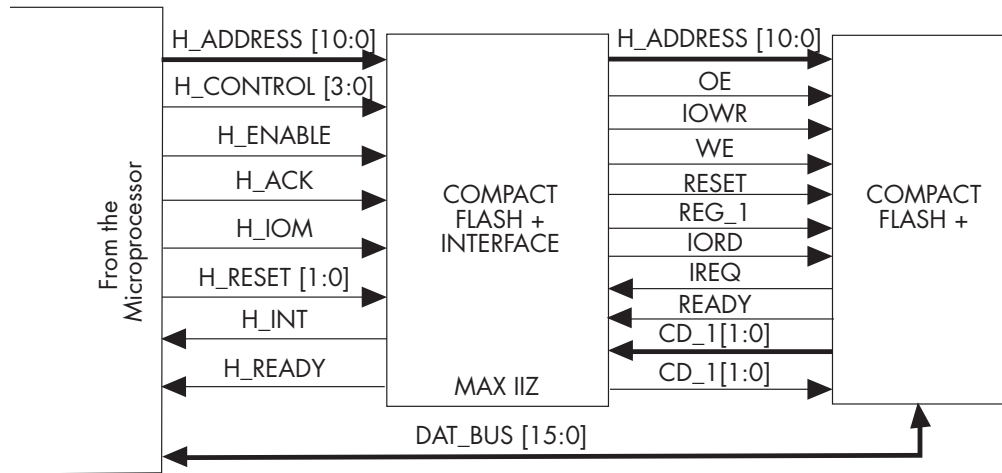 From the
Microprocessor
H_ADDRESS [10:0]
H_CONTROL [3:0]
H_ENABLE
H_ACK
H_IOM
H_RESET [1:0]
H_INT
H_READY
COMPACT
FLASH +
INTERFACE
MAX IIZ
H_ADDRESS [10:0]
OE
IOWR
WE
RESET
REG_1
IORD
IREQ
READY
CD_1[1:0]
CD_1[1:0]
COMPACT
FLASH +
DAT_BUS [15:0]